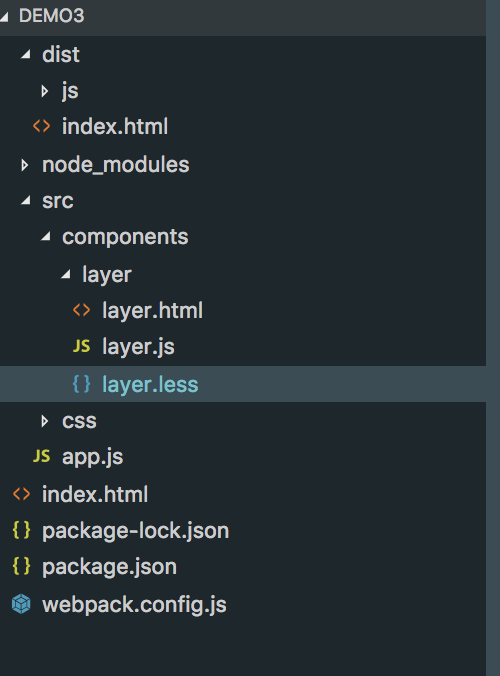 DEMO3
dist
js
<> index.html
node_modules
src
components
layer
<> layer.html
JS layer.js
{ } layer.less
css
JS app.js
<> index.html
{ } package-lock.json
{ } package.json
webpack.config.js